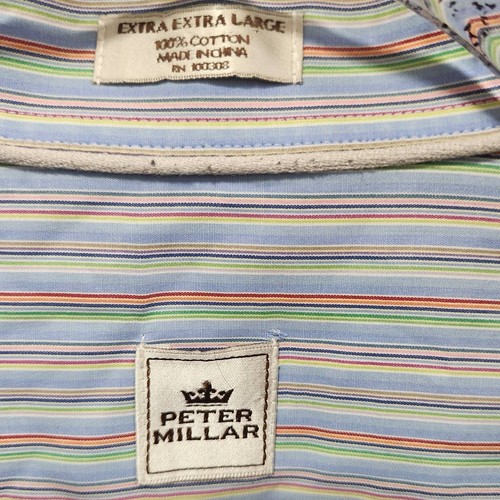 EXTRA EXTRA LARGE
100% COTTON
MADE IN CHINA
RN 100308
PETER
MILLAR